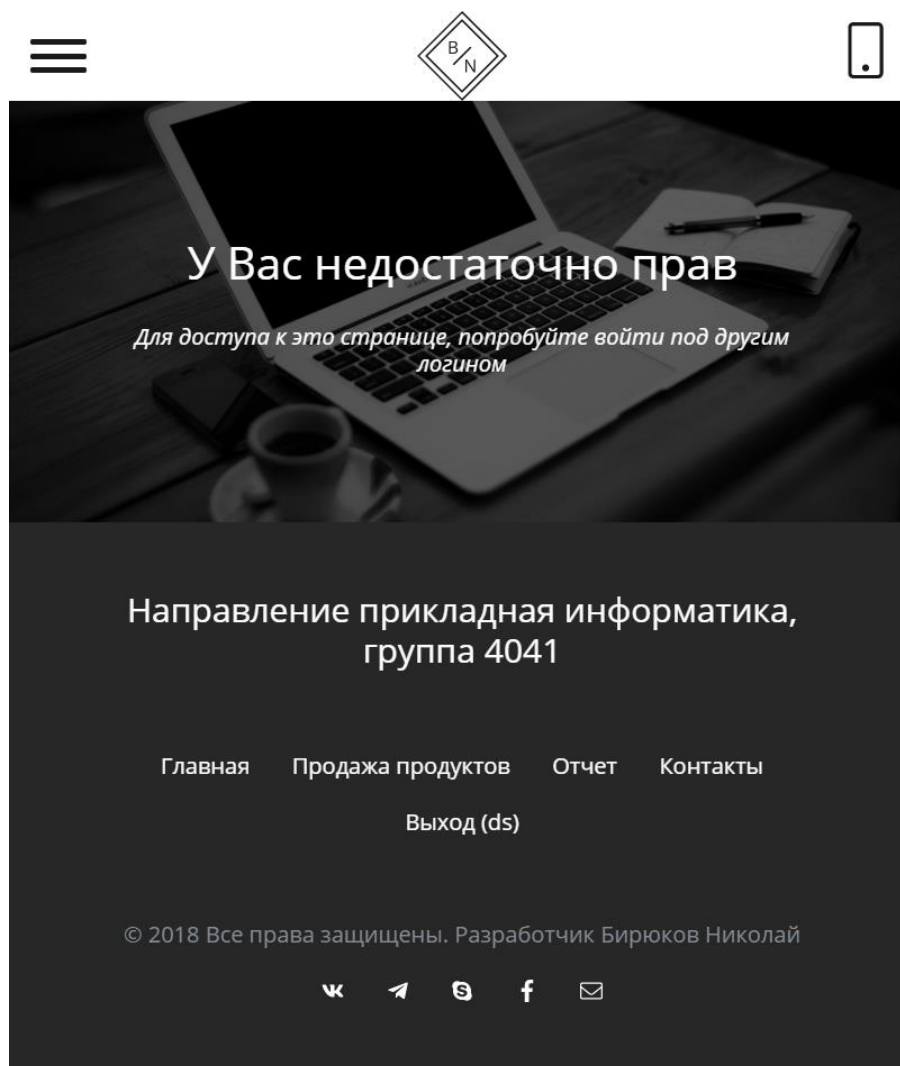 B/N
У Вас недостаточно прав
Для доступа к это странице, попробуйте войти под другим
логином
Направление прикладная информатика,
группа 4041
Главная Продажа продуктов Отчет Контакты
Выход (ds)
© 2018 Все права защищены. Разработчик Бирюков Николай